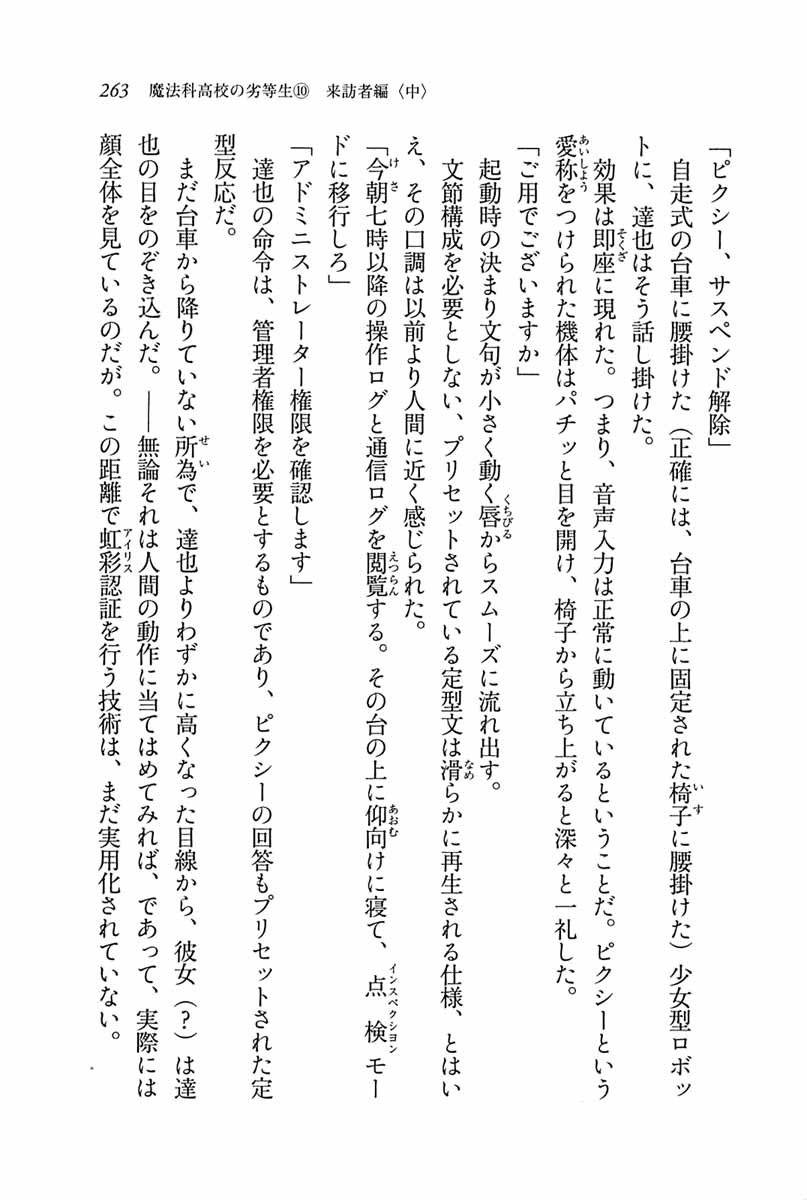 263　魔法科高校の劣等生⑩　来訪者編〈中〉
「ピクシー、サスペンド解除」
　自走式の台車に腰掛けた（正確には、台車の上に固定された椅子に腰掛けた）少女型ロボッ
トに、達也はそう話し掛けた。
　効果は即座に現れた。つまり、音声入力は正常に動いているということだ。ピクシーという
愛称をつけられた機体はパチッと目を開け、椅子から立ち上がると深々と一礼した。
「ご用でございますか」
　起動時の決まり文句が小さく動く唇からスムーズに流れ出す。
　文節構成を必要としない、プリセットされている定型文は滑らかに再生される仕様、とはい
え、その口調は以前より人間に近く感じられた。
「今朝七時以降の操作ログと通信ログを閲覧する。その台の上に仰向けに寝て、点検モー
ドに移行しろ」
「アドミニストレーター権限を確認します」
　達也の命令は、管理者権限を必要とするものであり、ピクシーの回答もプリセットされた定
型反応だ。
　まだ台車から降りていない所為で、達也よりわずかに高くなった目線から、彼女（？）は達
也の目をのぞき込んだ。――無論それは人間の動作に当てはめてみれば、であって、実際には
顔全体を見ているのだが。この距離で虹彩認証を行う技術は、まだ実用化されていない。